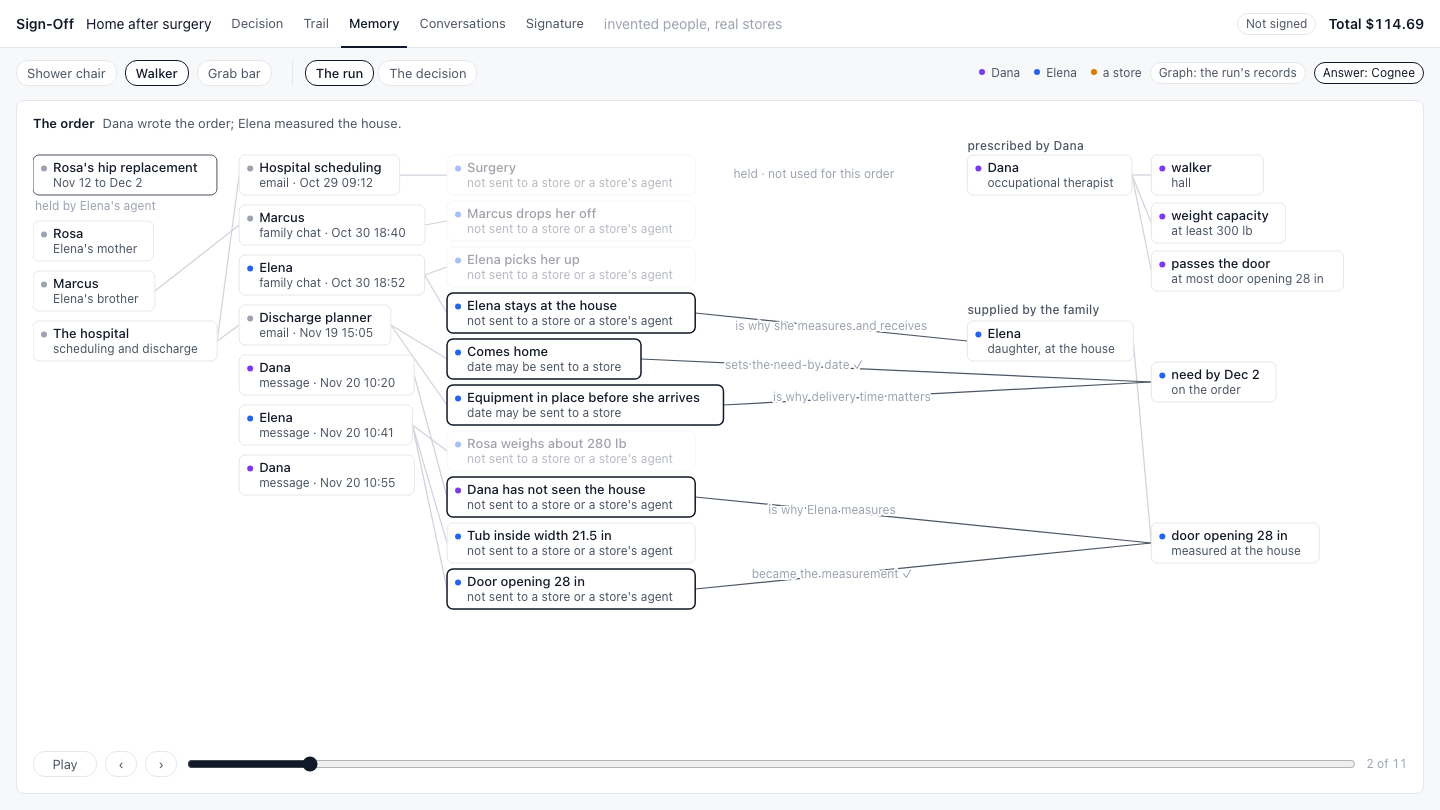 Sign-Off Home after surgery Decision Trail Memory Conversations Signature invented people, real stores Not signed Total $114.69
Shower chair Walker Grab bar The run The decision Dana Elena a store Graph: the run's records Answer: Cognee
The order Dana wrote the order; Elena measured the house.
Rosa's hip replacement
Nov 12 to Dec 2
held by Elena's agent
Rosa
Elena's mother
Marcus
Elena's brother
The hospital
scheduling and discharge
Hospital scheduling
email · Oct 29 09:12
Marcus
family chat · Oct 30 18:40
Elena
family chat · Oct 30 18:52
Discharge planner
email · Nov 19 15:05
Dana
message · Nov 20 10:20
Elena
message · Nov 20 10:41
Dana
message · Nov 20 10:55
Surgery
not sent to a store or a store's agent
Marcus drops her off
not sent to a store or a store's agent
Elena picks her up
not sent to a store or a store's agent
Elena stays at the house
not sent to a store or a store's agent
Comes home
date may be sent to a store
Equipment in place before she arrives
date may be sent to a store
Rosa weighs about 280 lb
not sent to a store or a store's agent
Dana has not seen the house
not sent to a store or a store's agent
Tub inside width 21.5 in
not sent to a store or a store's agent
Door opening 28 in
not sent to a store or a store's agent
held · not used for this order
is why she measures and receives
sets the need-by date ✓
is why delivery time matters
is why Elena measures
became the measurement ✓
prescribed by Dana
Dana
occupational therapist
walker
hall
weight capacity
at least 300 lb
passes the door
at most door opening 28 in
supplied by the family
Elena
daughter, at the house
need by Dec 2
on the order
door opening 28 in
measured at the house
Play ‹ › 2 of 11